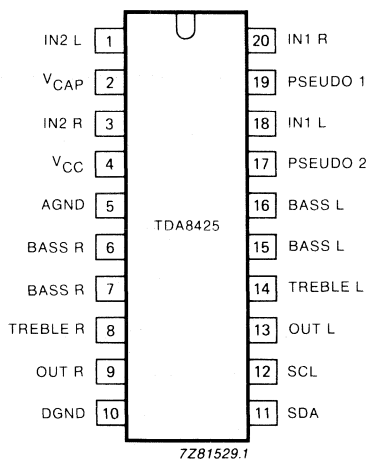 IN2 L 1 20 IN1 R
VCAP 2 19 PSEUDO 1
IN2 R 3 18 IN1 L
VCC 4 17 PSEUDO 2
AGND 5 16 BASS L
TDA8425
BASS R 6 15 BASS L
BASS R 7 14 TREBLE L
TREBLE R 8 13 OUT L
OUT R 9 12 SCL
DGND 10 11 SDA
7Z81529.1